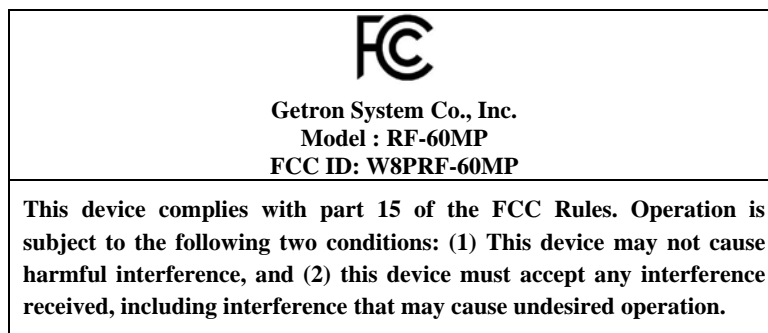 FCC
Getron System Co., Inc.
Model : RF-60MP
FCC ID: W8PRF-60MP
This device complies with part 15 of the FCC Rules. Operation is
subject to the following two conditions: (1) This device may not cause
harmful interference, and (2) this device must accept any interference
received, including interference that may cause undesired operation.